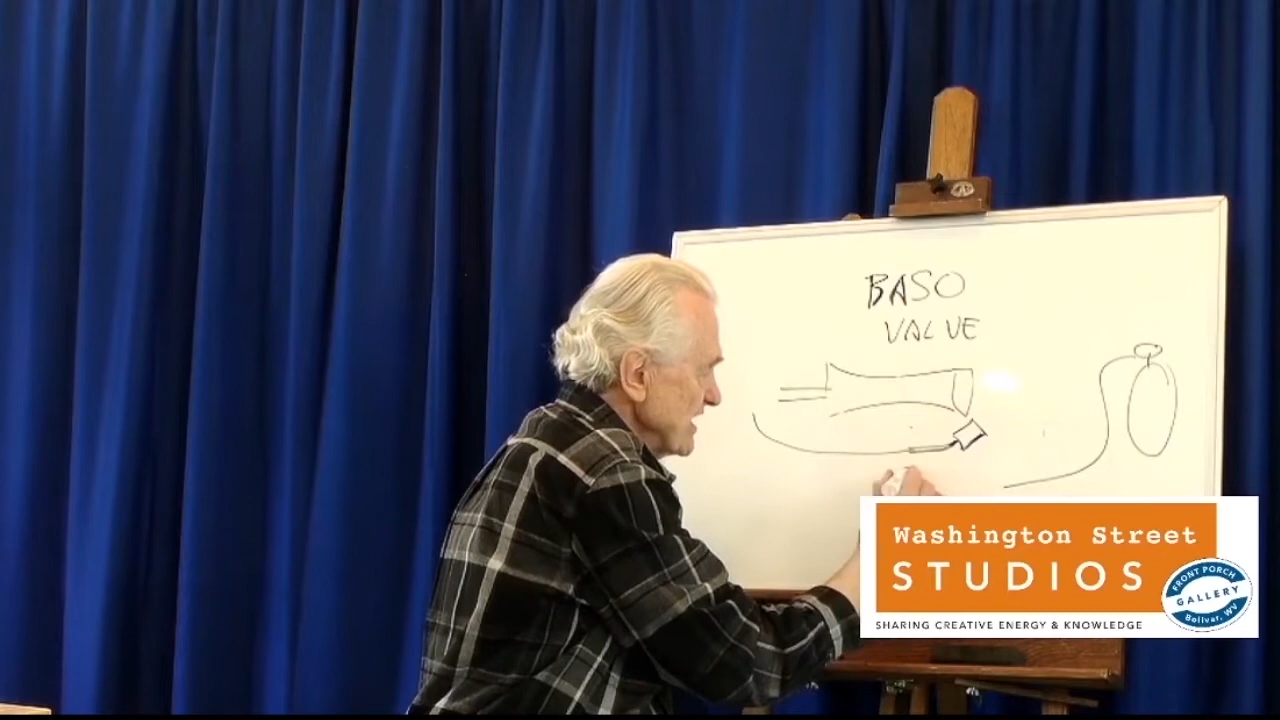 BASO
VALVE
Washington Street
STUDIOS
FRONT PORCH
GALLERY
Bolivar, WV
SHARING CREATIVE ENERGY & KNOWLEDGE